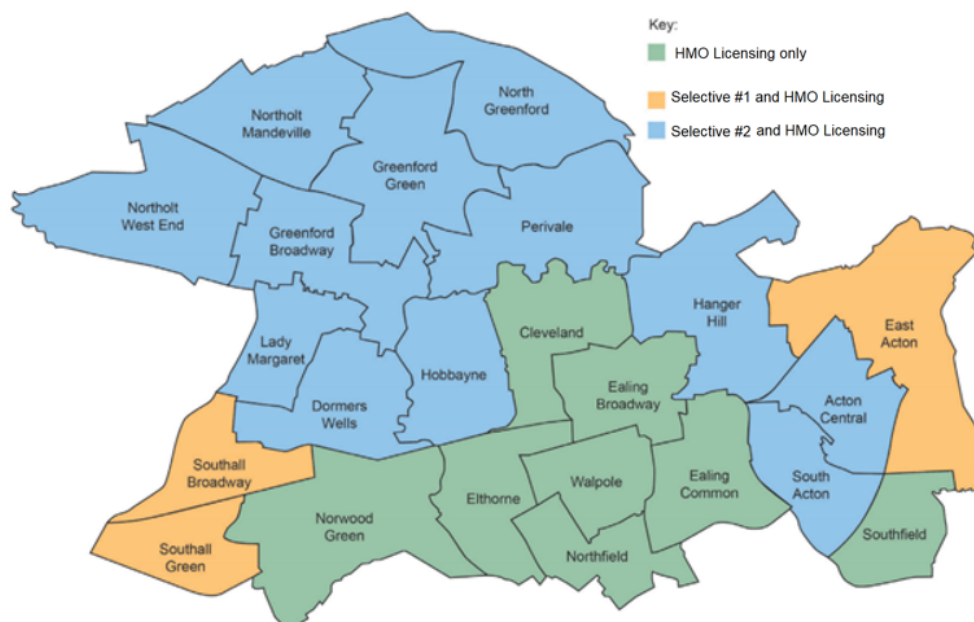 Key:
HMO Licensing only
Selective #1 and HMO Licensing
Selective #2 and HMO Licensing
North
Greenford
Northolt
Mandeville
Greenford
Green
Northolt
West End
Greenford
Broadway
Perivale
Hanger
Hill
East
Acton
Cleveland
Lady
Margaret
Hobbayne
Ealing
Broadway
Acton
Central
Dormers
Wells
Southall
Broadway
Elthorne
Walpole
Ealing
Common
South
Acton
Norwood
Green
Southfield
Southall
Green
Northfield